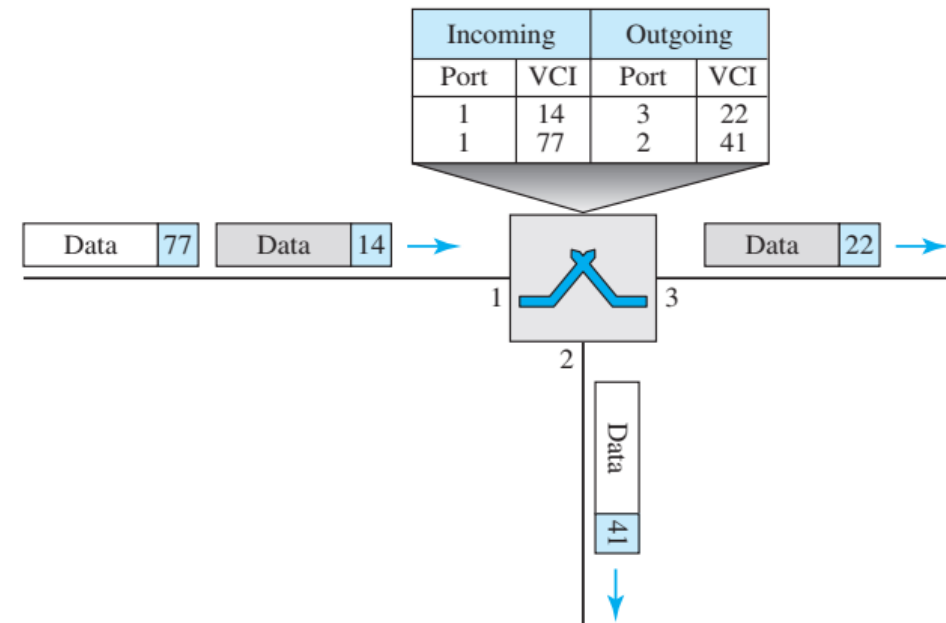 Incoming Outgoing
Port VCI Port VCI
1 14 3 22
1 77 2 41
Data 77 Data 14 Data 22
1 3
2
Data 41